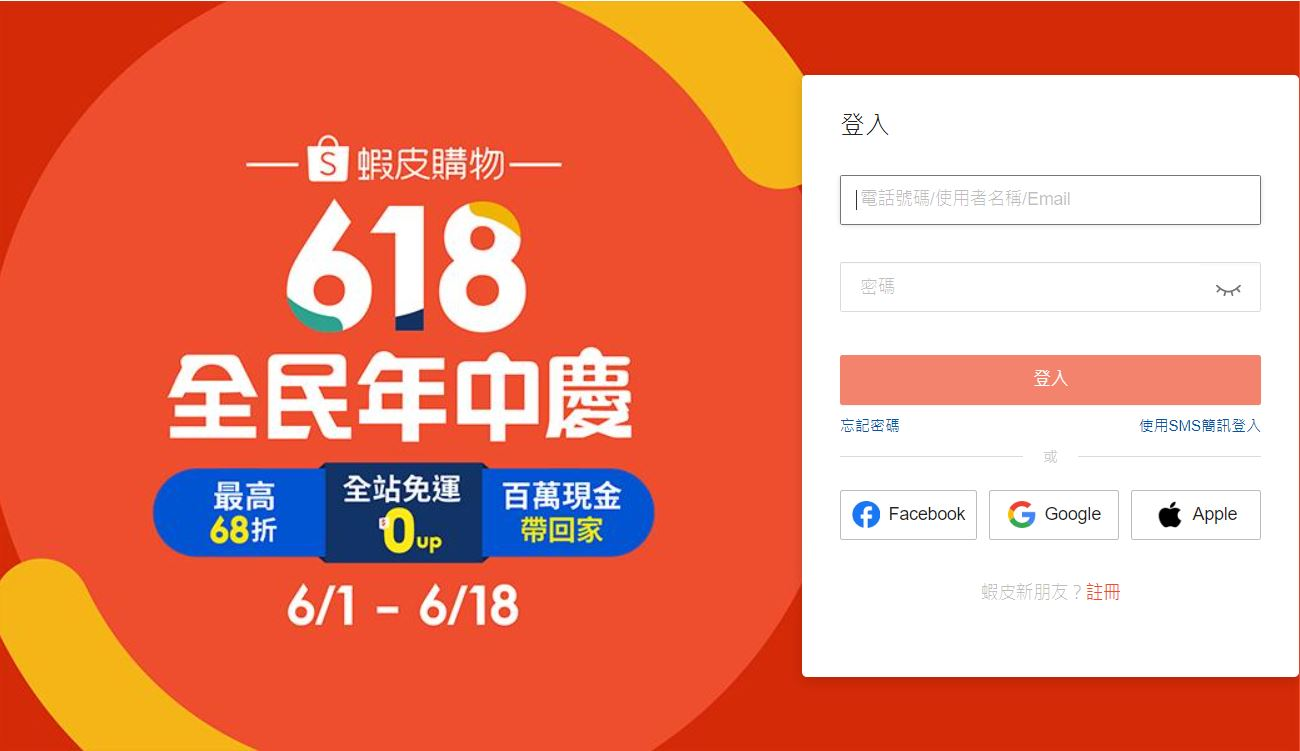 蝦皮購物
618
全民年中慶
最高
68折
全站免運
$0up
百萬現金
帶回家
6/1 - 6/18
登入
電話號碼/使用者名稱/Email
密碼
登入
忘記密碼 使用SMS簡訊登入
或
Facebook Google Apple
蝦皮新朋友？註冊